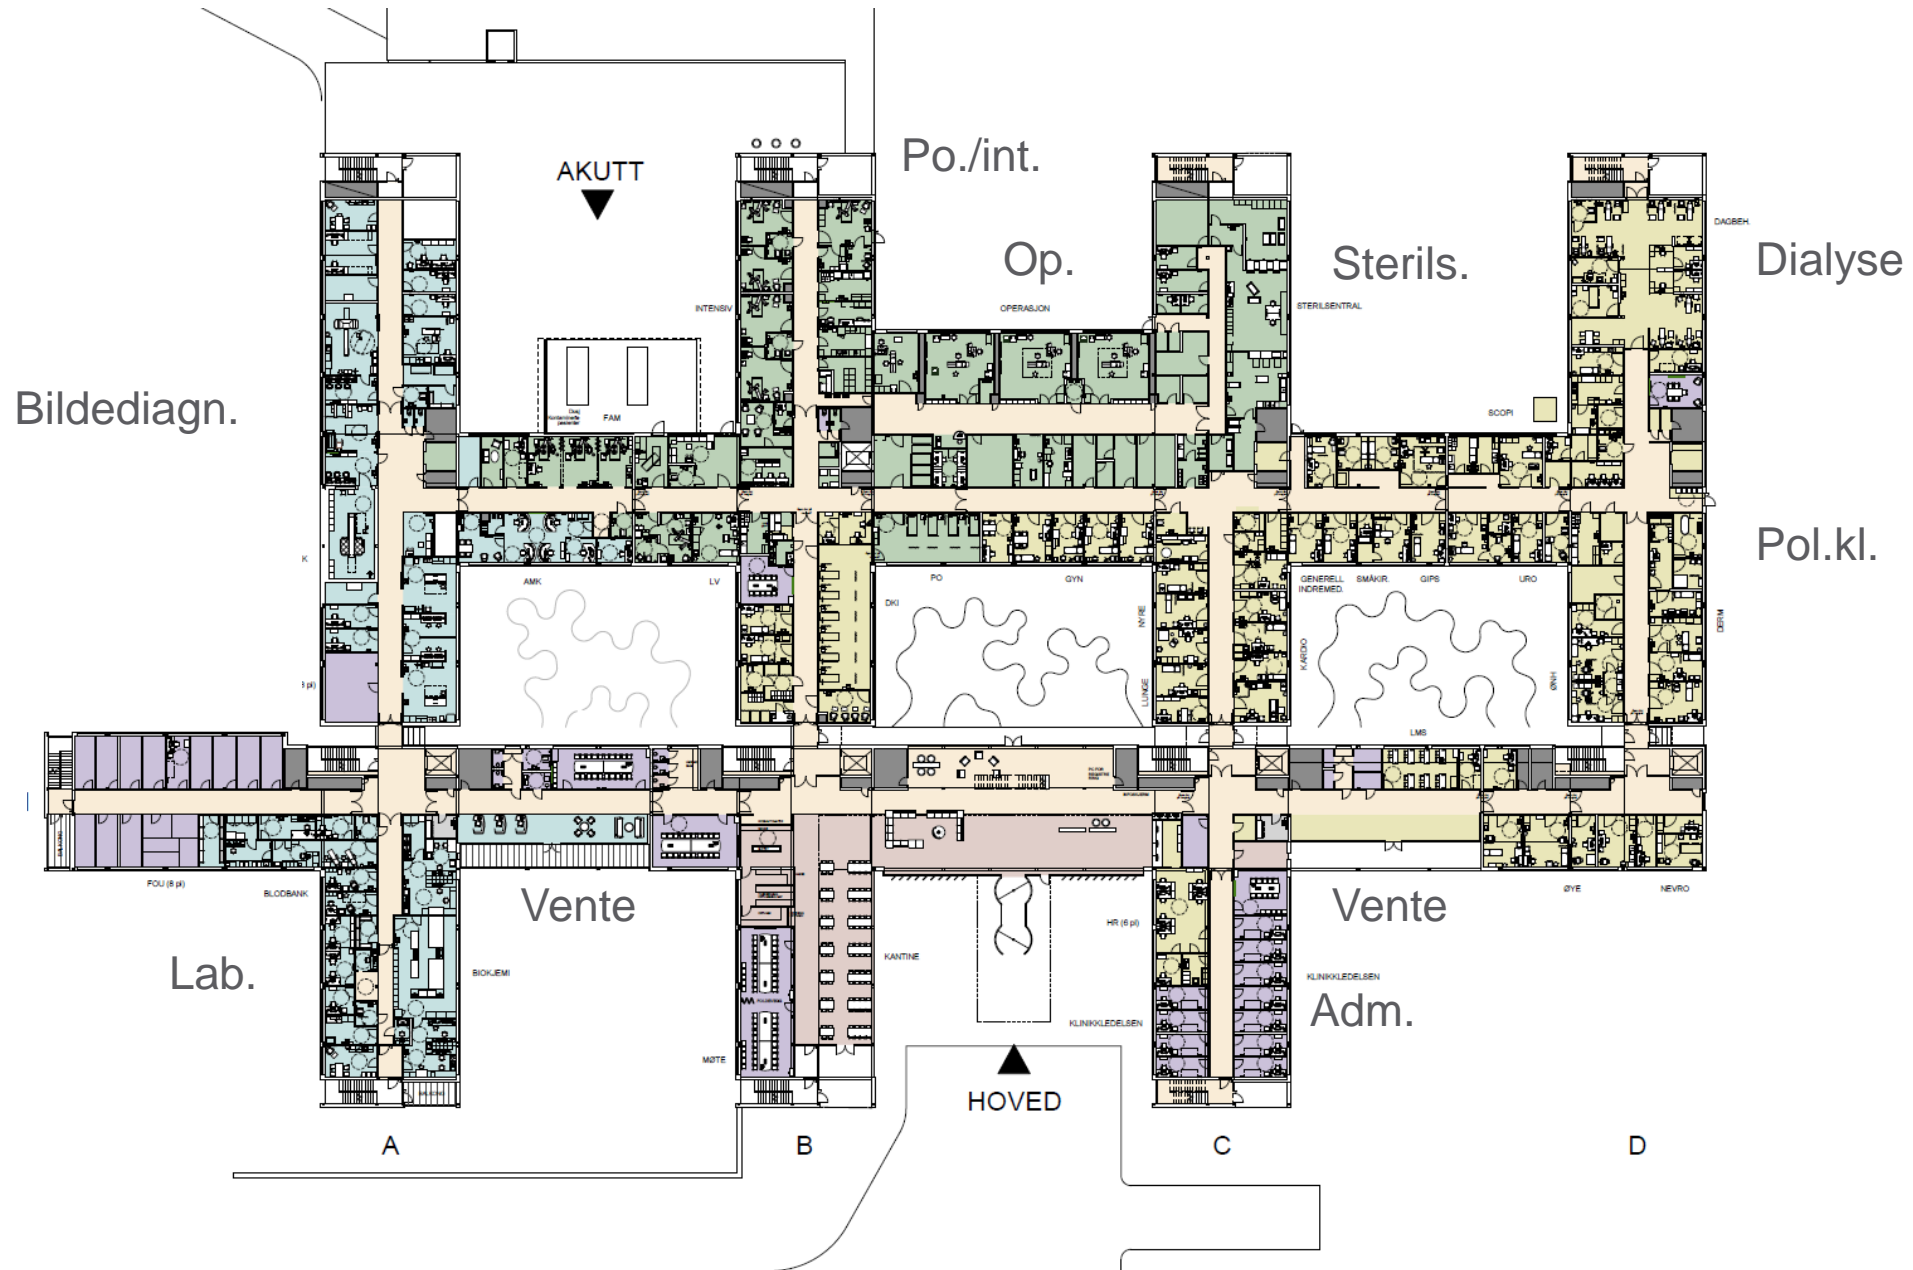 Po./int.
AKUTT
DAGBEH.
Op.
Sterils.
Dialyse
INTENSIV
OPERASJON
STERILSENTRAL
Bildediagn.
FAM
SCOPI
Pol.kl.
K
AMK
LV
PO
GYN
GENERELL
INDREMED.
SMÅKIR.
GIPS
URO
DKI
NYRE
DERM
KARDIO
LUNGE
ØNH
LMS
FOU (8 pl)
BLODBANK
Vente
Vente
ØYE
NEVRO
HR (6 pl)
Lab.
BIOKJEMI
KANTINE
KLINIKKLEDELSEN
Adm.
KLINIKKLEDELSEN
MØTE
HOVED
A
B
C
D